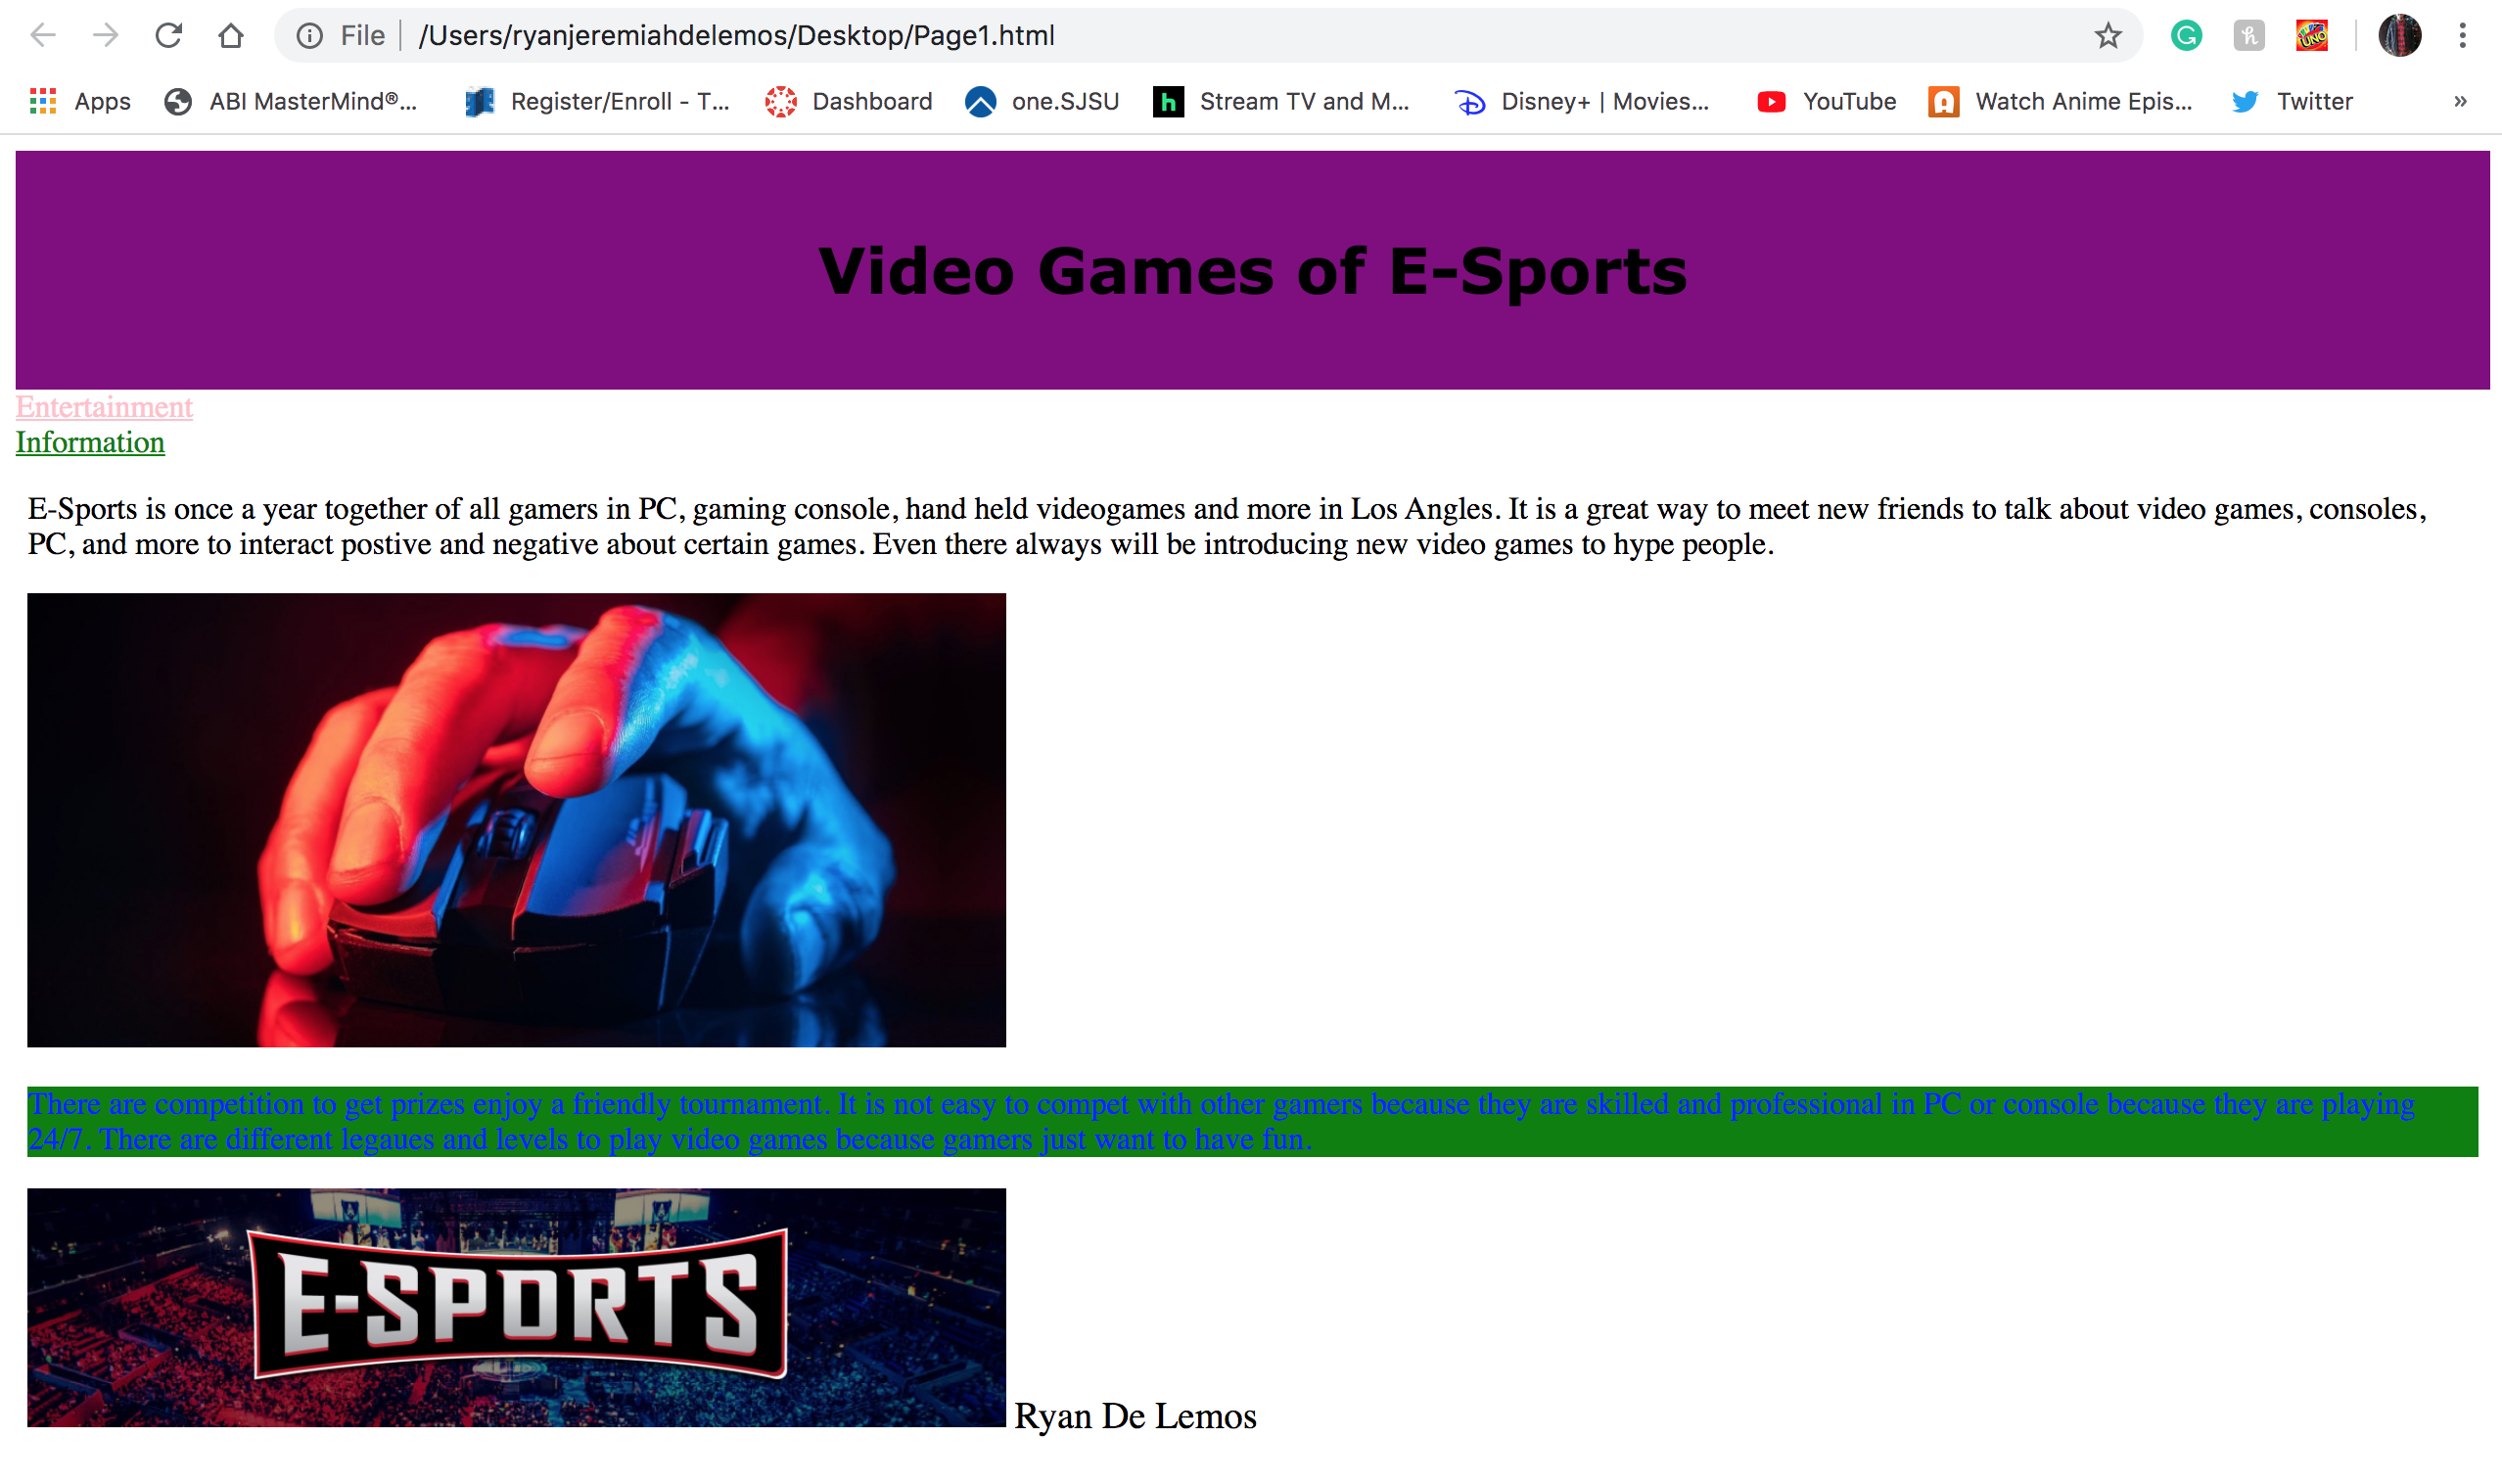 File /Users/ryanjeremiahdelemos/Desktop/Page1.html
Apps ABI MasterMind®... Register/Enroll - T... Dashboard one.SJSU Stream TV and M... Disney+ | Movies... YouTube Watch Anime Epis... Twitter »
Video Games of E-Sports
Entertainment
Information
E-Sports is once a year together of all gamers in PC, gaming console, hand held videogames and more in Los Angles. It is a great way to meet new friends to talk about video games, consoles,
PC, and more to interact postive and negative about certain games. Even there always will be introducing new video games to hype people.
There are competition to get prizes enjoy a friendly tournament. It is not easy to compet with other gamers because they are skilled and professional in PC or console because they are playing
24/7. There are different legaues and levels to play video games because gamers just want to have fun.
E-SPORTS
Ryan De Lemos